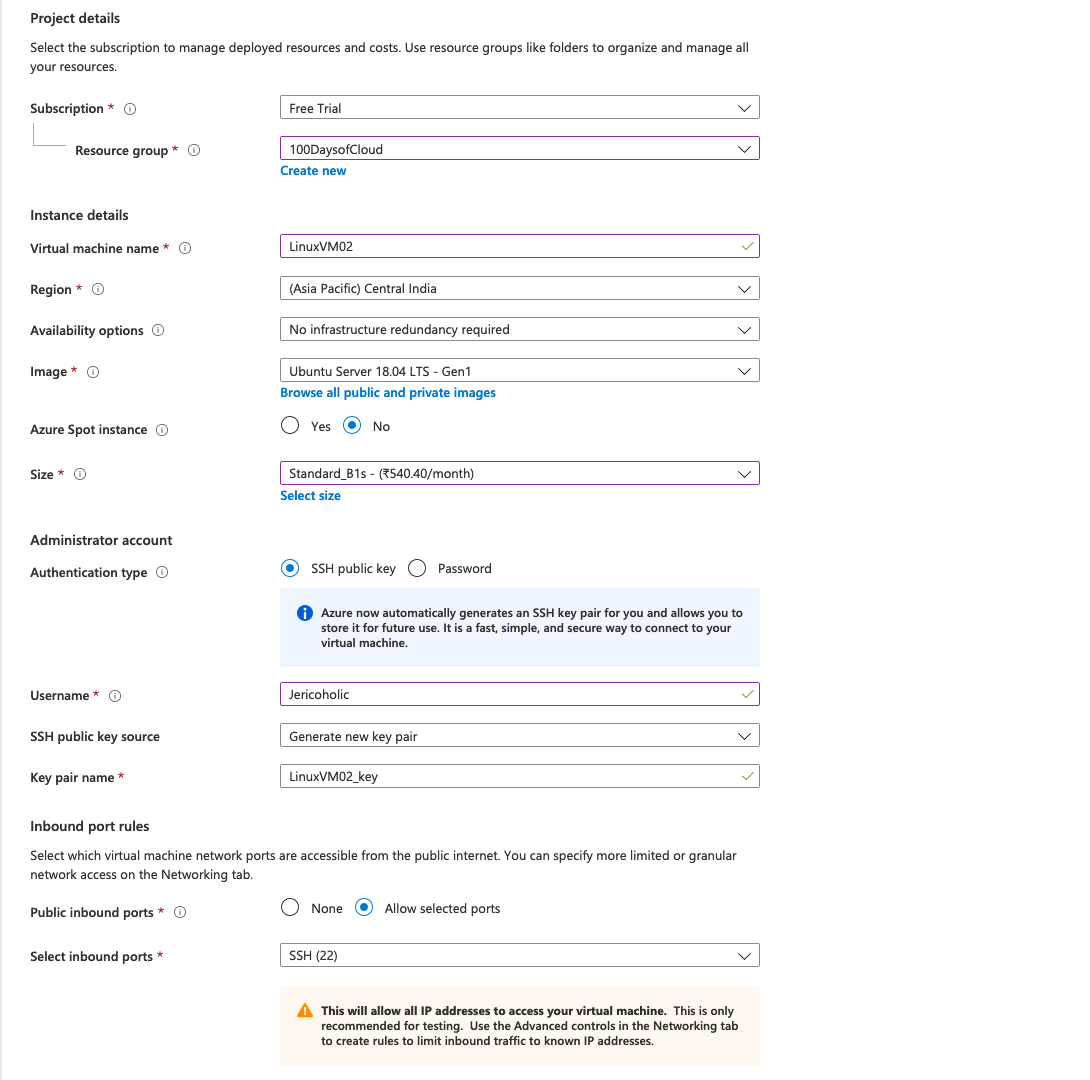 Project details
Select the subscription to manage deployed resources and costs. Use resource groups like folders to organize and manage all
your resources.
Subscription * Free Trial
Resource group * 100DaysofCloud
Create new
Instance details
Virtual machine name * LinuxVM02
Region * (Asia Pacific) Central India
Availability options No infrastructure redundancy required
Image * Ubuntu Server 18.04 LTS - Gen1
Browse all public and private images
Azure Spot instance Yes No
Size * Standard_B1s - (₹540.40/month)
Select size
Administrator account
Authentication type SSH public key Password
Azure now automatically generates an SSH key pair for you and allows you to
store it for future use. It is a fast, simple, and secure way to connect to your
virtual machine.
Username * Jericoholic
SSH public key source Generate new key pair
Key pair name * LinuxVM02_key
Inbound port rules
Select which virtual machine network ports are accessible from the public internet. You can specify more limited or granular
network access on the Networking tab.
Public inbound ports * None Allow selected ports
Select inbound ports * SSH (22)
This will allow all IP addresses to access your virtual machine. This is only
recommended for testing. Use the Advanced controls in the Networking tab
to create rules to limit inbound traffic to known IP addresses.